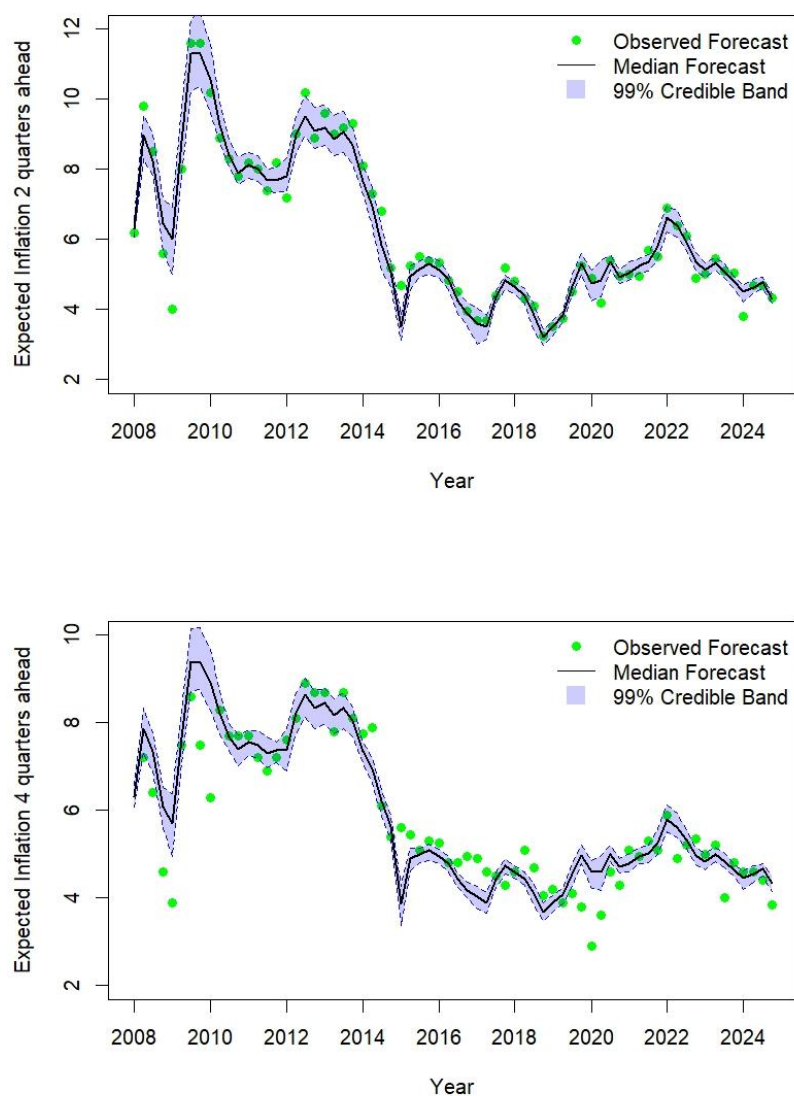 Expected Inflation 2 quarters ahead
12
10
8
6
4
2
Observed Forecast
Median Forecast
99% Credible Band
2008 2010 2012 2014 2016 2018 2020 2022 2024
Year
Expected Inflation 4 quarters ahead
10
8
6
4
2
Observed Forecast
Median Forecast
99% Credible Band
2008 2010 2012 2014 2016 2018 2020 2022 2024
Year